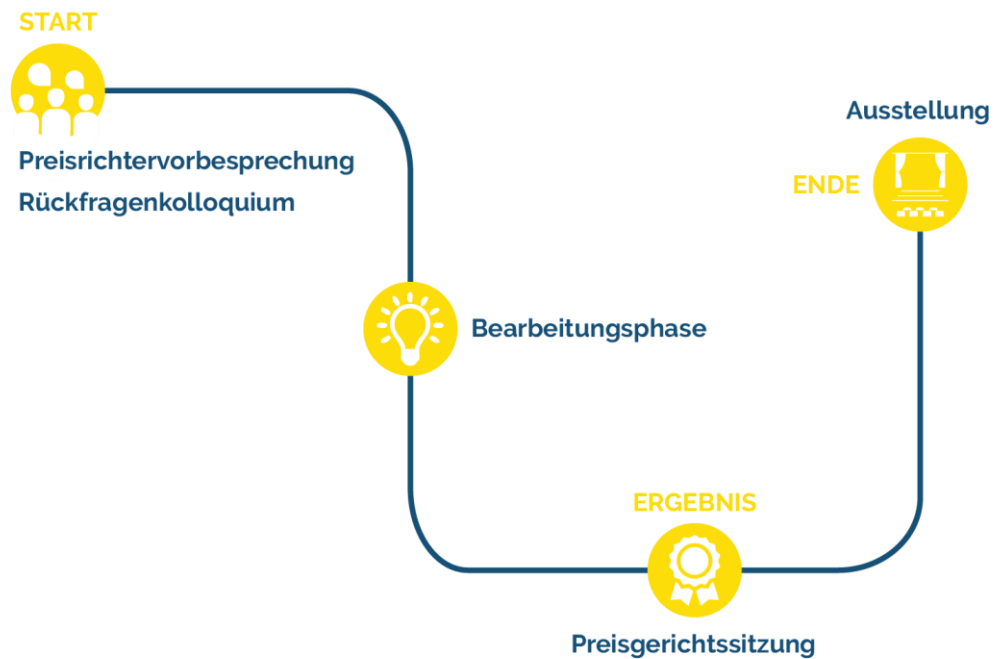 START
Preisrichtervorbesprechung
Rückfragenkolloquium
Bearbeitungsphase
ERGEBNIS
Preisgerichtssitzung
Ausstellung
ENDE